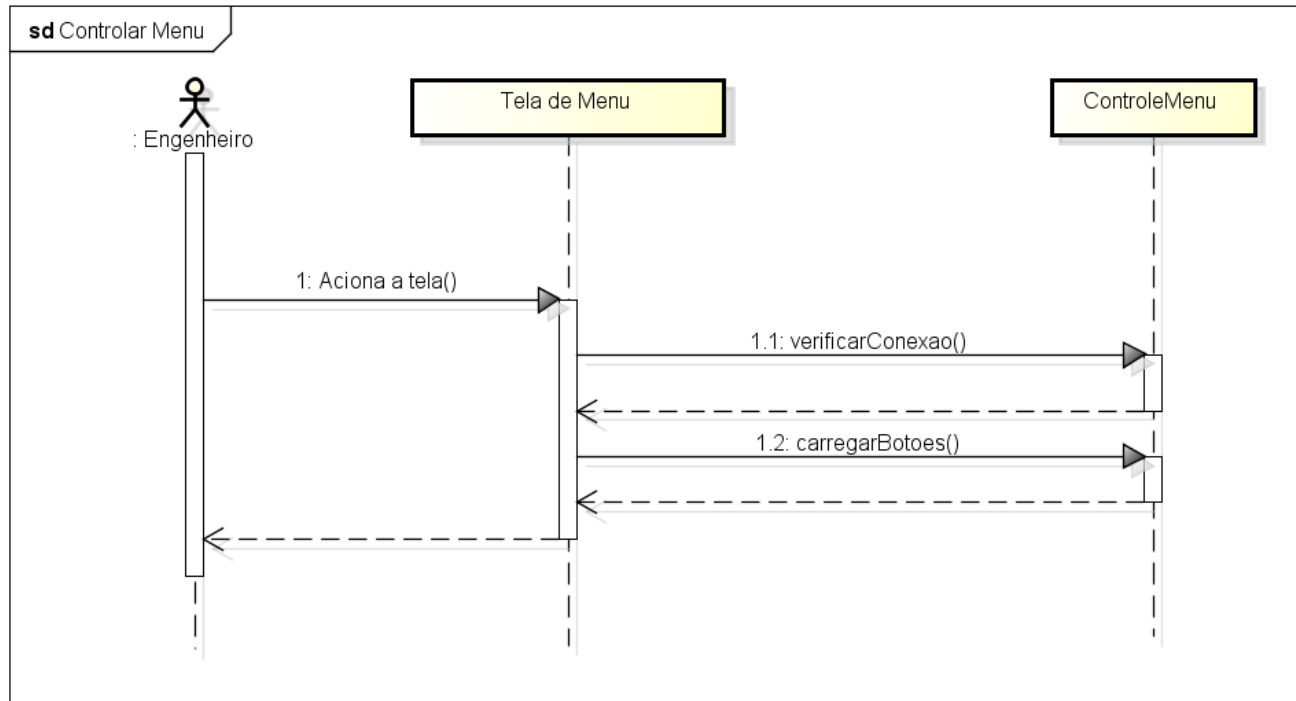 sd Controlar Menu
Tela de Menu
ControleMenu
: Engenheiro
1: Aciona a tela()
1.1: verificarConexao()
1.2: carregarBotoes()